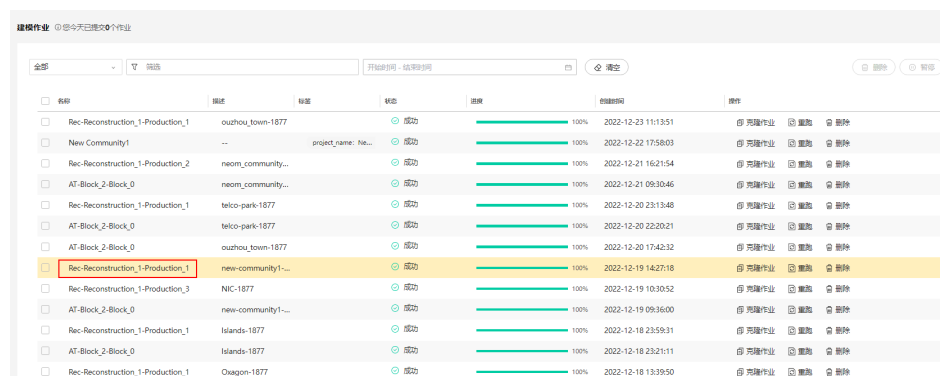 建模作业 您今天已提交0个作业
全部 筛选 开始时间 - 结束时间 清空 删除 暂停
名称 描述 标签 状态 进度 创建时间 操作
Rec-Reconstruction_1-Production_1 ouzhou_town-1877 成功 100% 2022-12-23 11:13:51 克隆作业 重跑 删除
New Community1 -- project_name: Ne... 成功 100% 2022-12-22 17:58:03 克隆作业 重跑 删除
Rec-Reconstruction_1-Production_2 neom_community... 成功 100% 2022-12-21 16:21:54 克隆作业 重跑 删除
AT-Block_2-Block_0 neom_community... 成功 100% 2022-12-21 09:30:46 克隆作业 重跑 删除
Rec-Reconstruction_1-Production_1 telco-park-1877 成功 100% 2022-12-20 23:13:48 克隆作业 重跑 删除
AT-Block_2-Block_0 telco-park-1877 成功 100% 2022-12-20 22:20:21 克隆作业 重跑 删除
AT-Block_2-Block_0 ouzhou_town-1877 成功 100% 2022-12-20 17:42:32 克隆作业 重跑 删除
Rec-Reconstruction_1-Production_1 new-community1-... 成功 100% 2022-12-19 14:27:18 克隆作业 重跑 删除
Rec-Reconstruction_1-Production_3 NIC-1877 成功 100% 2022-12-19 10:30:52 克隆作业 重跑 删除
AT-Block_2-Block_0 new-community1-... 成功 100% 2022-12-19 09:36:00 克隆作业 重跑 删除
Rec-Reconstruction_1-Production_1 Islands-1877 成功 100% 2022-12-18 23:59:31 克隆作业 重跑 删除
AT-Block_2-Block_0 Islands-1877 成功 100% 2022-12-18 23:21:11 克隆作业 重跑 删除
Rec-Reconstruction_1-Production_1 Oxagon-1877 成功 100% 2022-12-18 13:39:50 克隆作业 重跑 删除